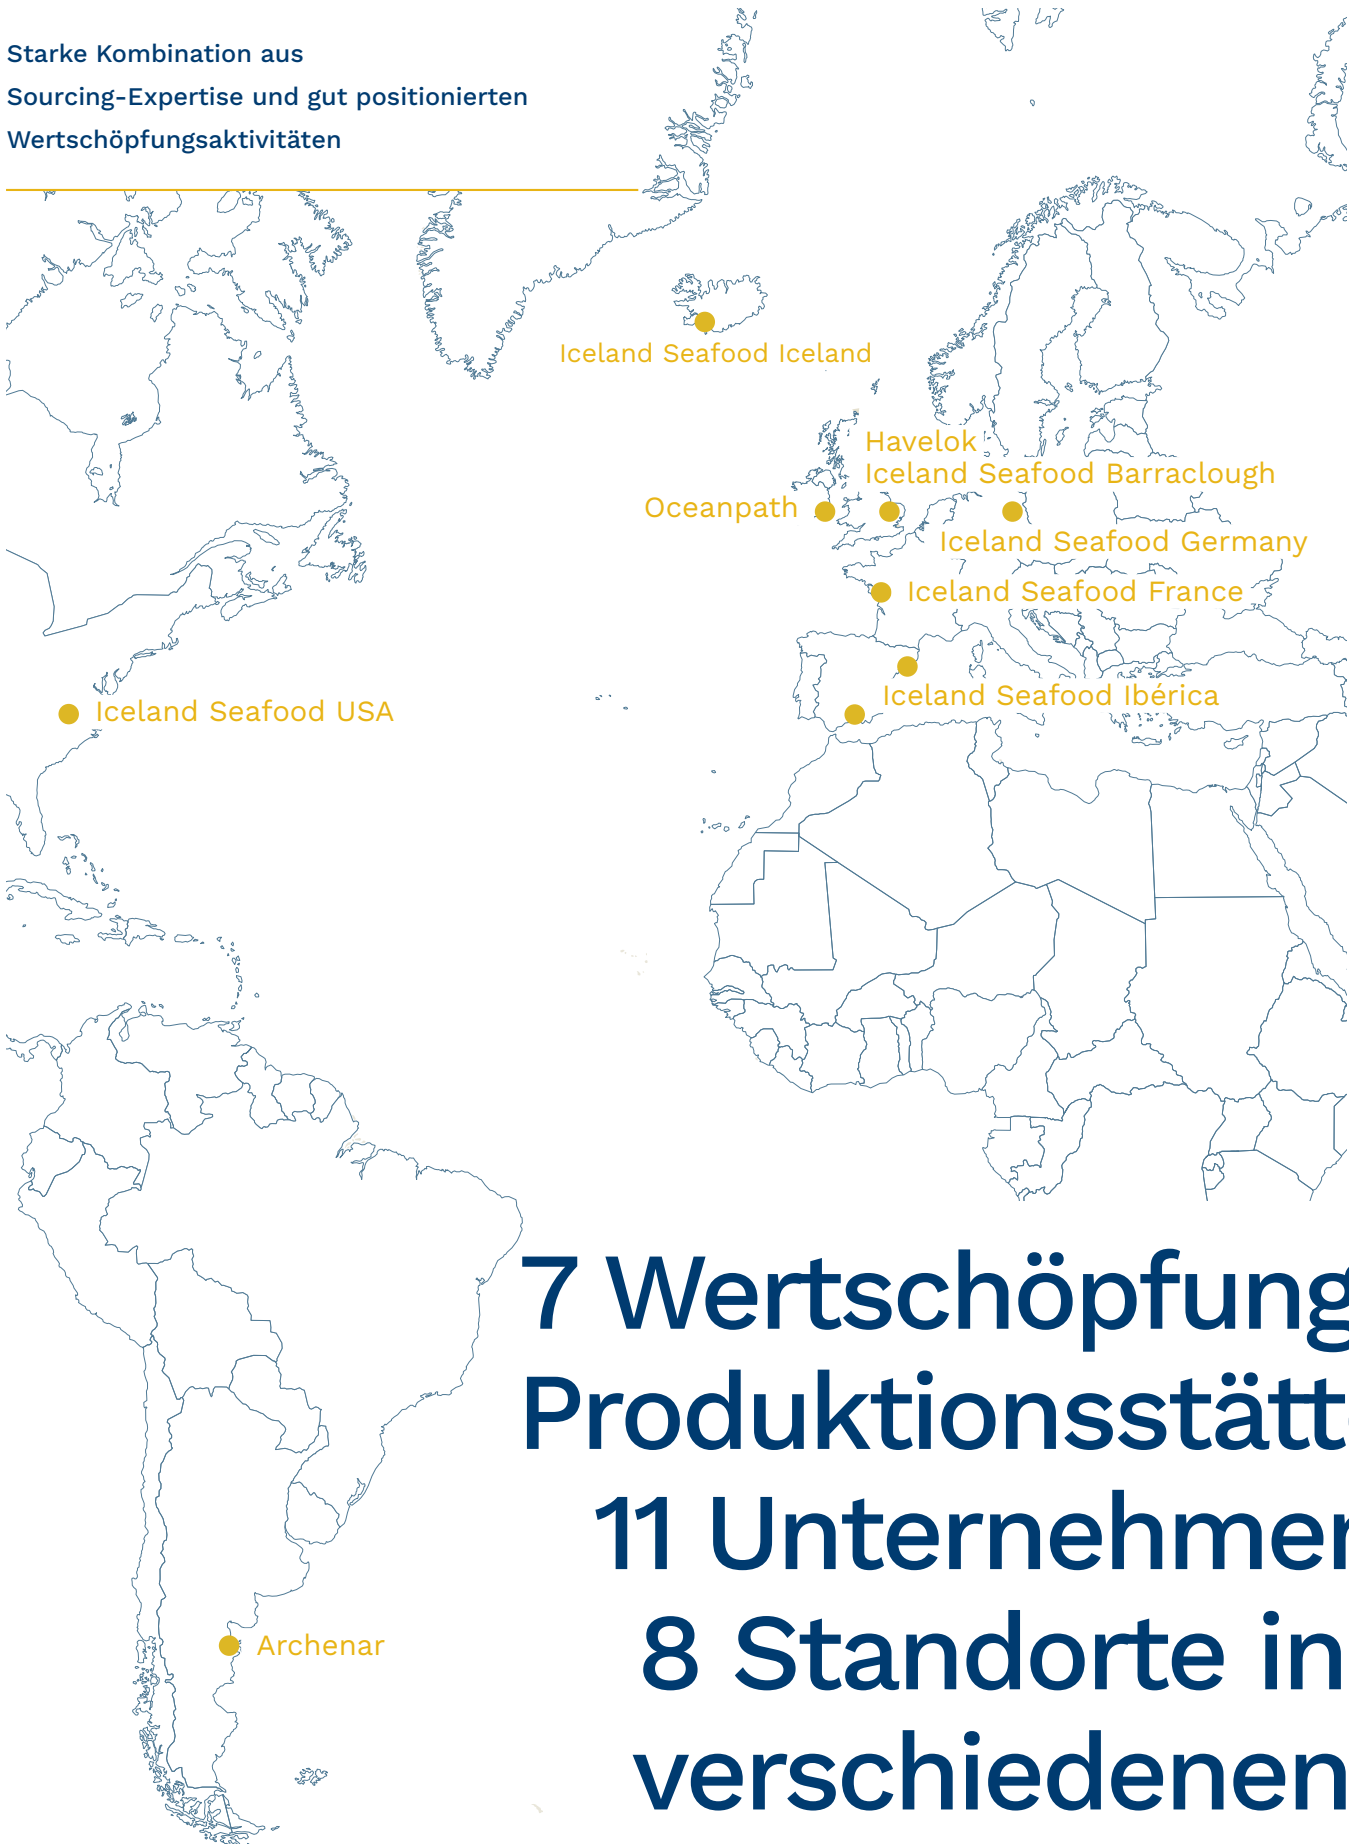 Starke Kombination aus
Sourcing-Expertise und gut positionierten
Wertschöpfungsaktivitäten
Iceland Seafood Iceland
Havelok
Iceland Seafood Barraclough
Oceanpath
Iceland Seafood Germany
Iceland Seafood France
Iceland Seafood Ibérica
Iceland Seafood USA
7 Wertschöpfung
Produktionsstätt
11 Unternehmen
8 Standorte in
verschiedenen
Archenar